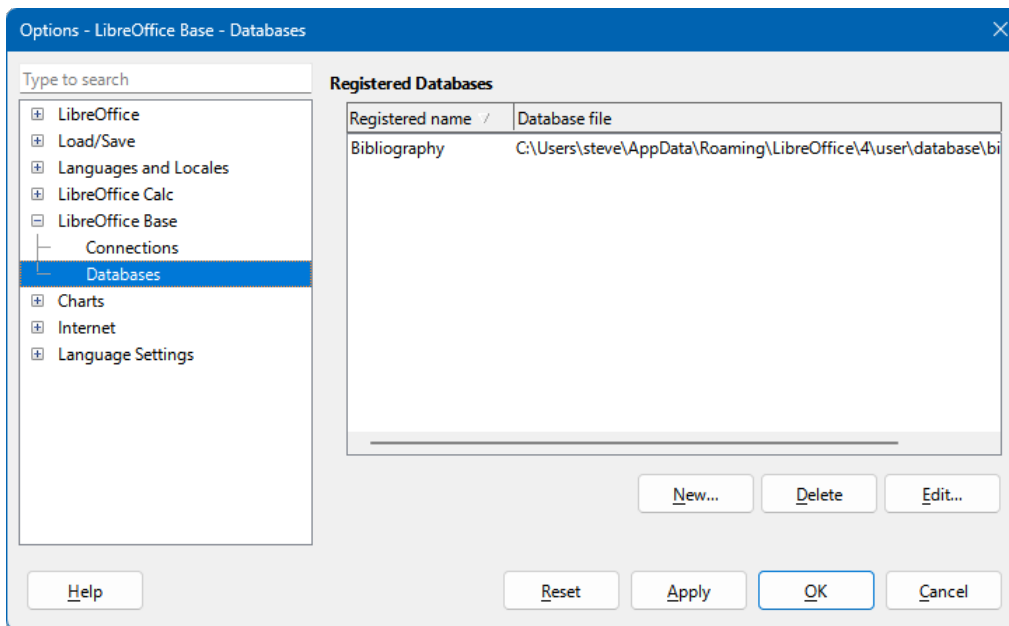 Options - LibreOffice Base - Databases
Type to search
LibreOffice
Load/Save
Languages and Locales
LibreOffice Calc
LibreOffice Base
Connections
Databases
Charts
Internet
Language Settings
Registered Databases
Registered name Database file
Bibliography C:\Users\steve\AppData\Roaming\LibreOffice\4\user\database\bi
New... Delete Edit...
Help Reset Apply OK Cancel